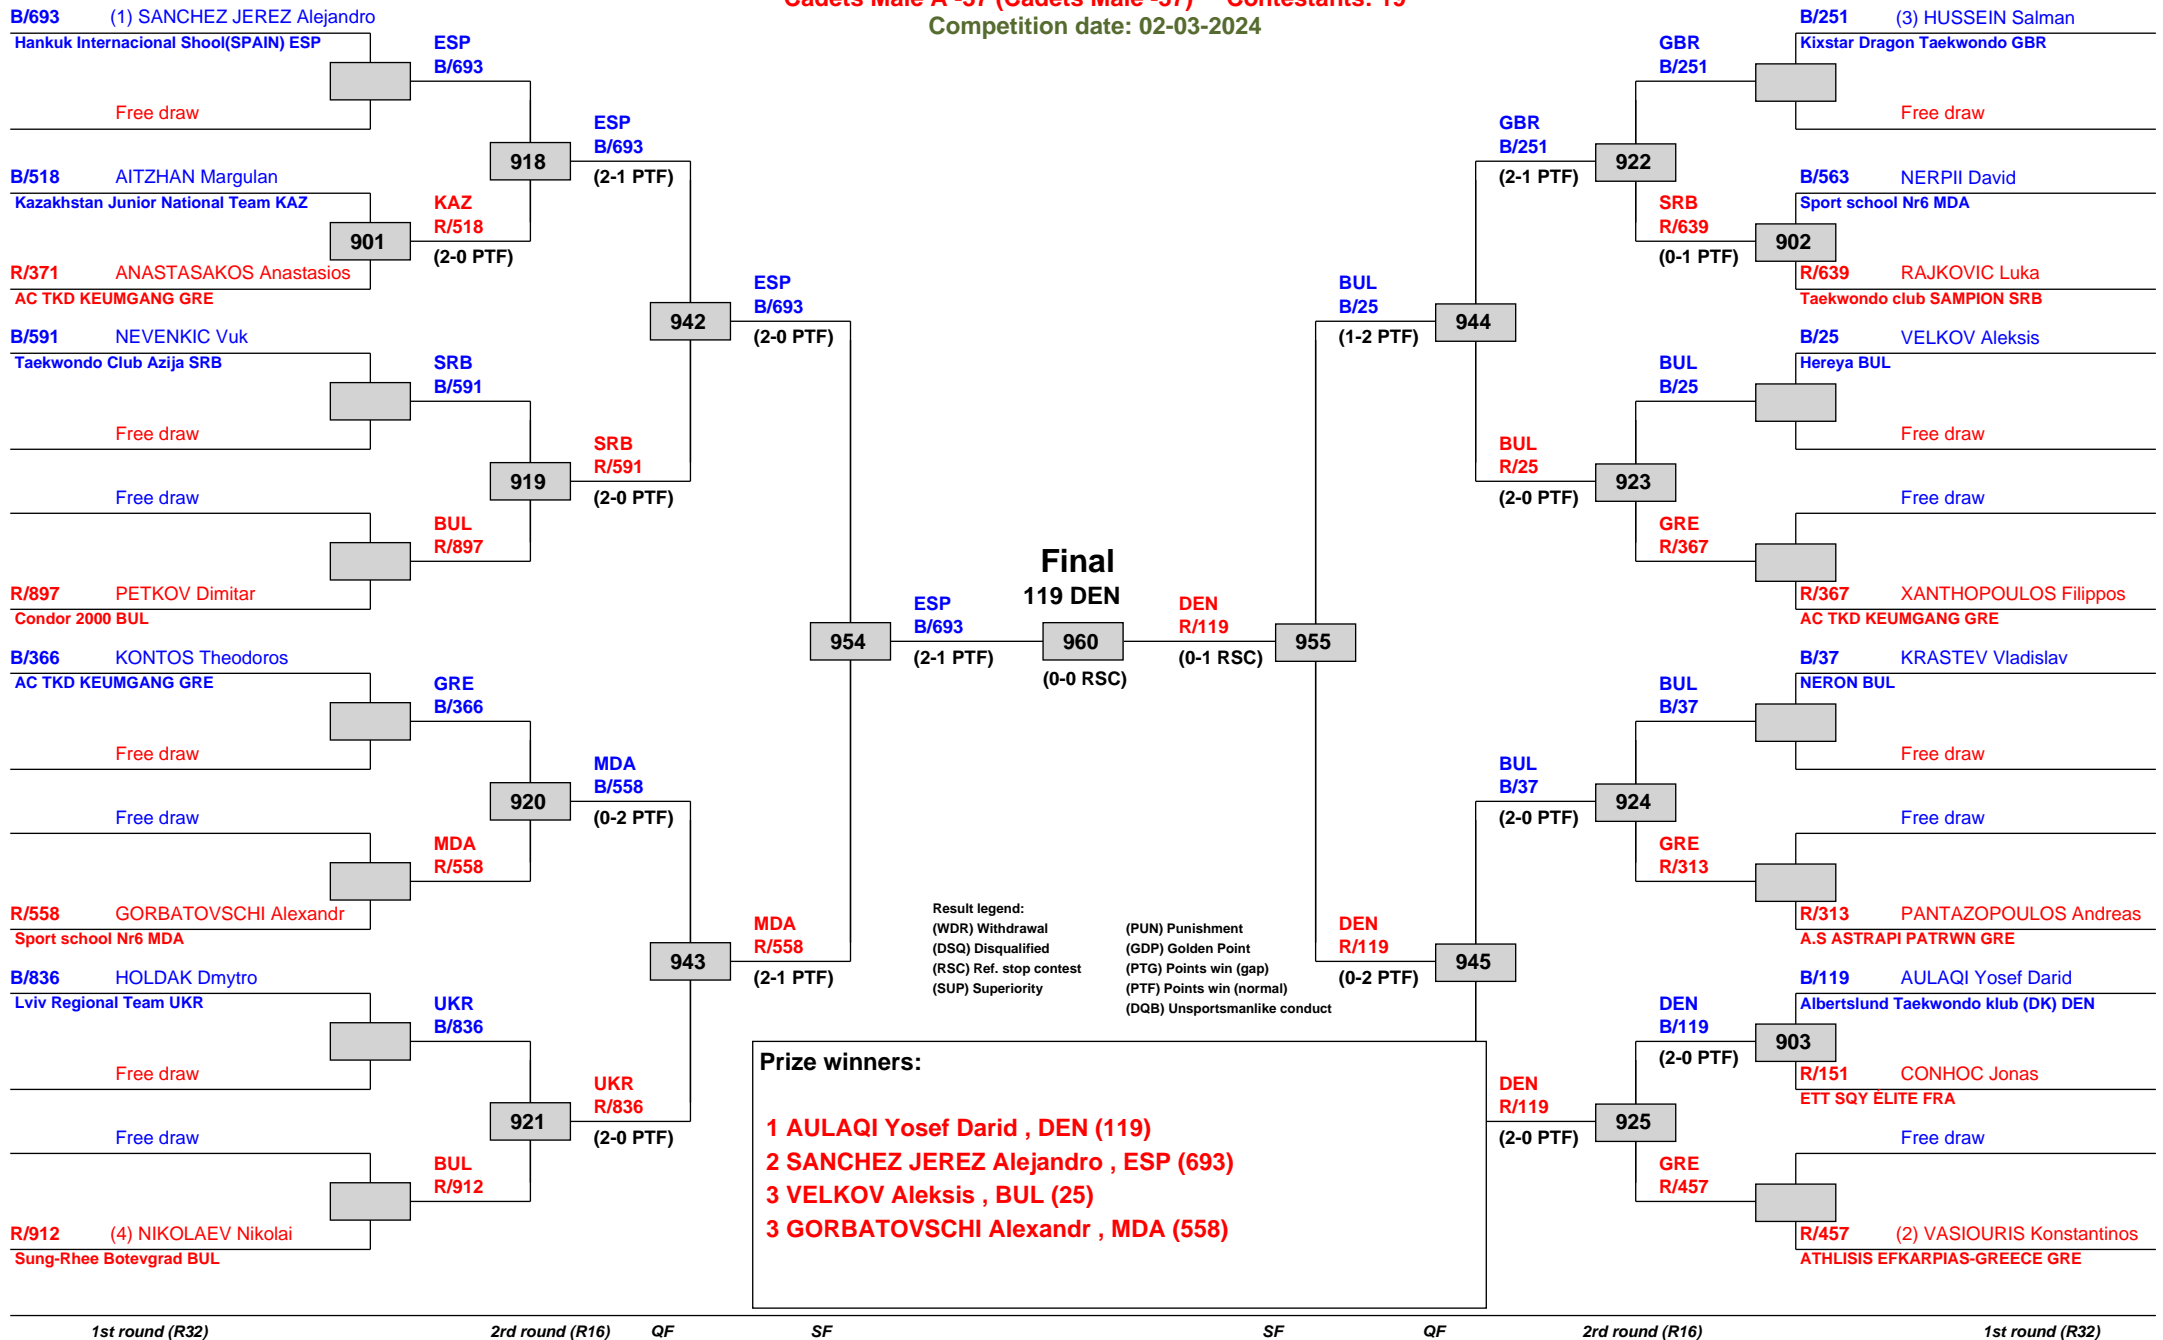 Cadets Male A -57 (Cadets Male -57) Contestants: 19
Competition date: 02-03-2024
B/693 (1) SANCHEZ JEREZ Alejandro
Hankuk Internacional Shool(SPAIN) ESP
Free draw
B/518 AITZHAN Margulan
Kazakhstan Junior National Team KAZ
901
R/371 ANASTASAKOS Anastasios
AC TKD KEUMGANG GRE
B/591 NEVENKIC Vuk
Taekwondo Club Azija SRB
Free draw
Free draw
R/897 PETKOV Dimitar
Condor 2000 BUL
B/366 KONTOS Theodoros
AC TKD KEUMGANG GRE
Free draw
Free draw
R/558 GORBATOVSCHI Alexandr
Sport school Nr6 MDA
B/836 HOLDAK Dmytro
Lviv Regional Team UKR
Free draw
Free draw
R/912 (4) NIKOLAEV Nikolai
Sung-Rhee Botevgrad BUL
ESP
B/693
918
KAZ
R/518
(2-0 PTF)
SRB
B/591
919
BUL
R/897
GRE
B/366
920
MDA
R/558
UKR
B/836
921
BUL
R/912
ESP
B/693
(2-1 PTF)
942
SRB
R/591
(2-0 PTF)
MDA
B/558
(0-2 PTF)
943
UKR
R/836
(2-0 PTF)
ESP
B/693
(2-0 PTF)
954
MDA
R/558
(2-1 PTF)
ESP
B/693
(2-1 PTF)
Final
119 DEN
960
(0-0 RSC)
DEN
R/119
(0-1 RSC)
955
BUL
B/25
(1-2 PTF)
944
DEN
R/119
(0-2 PTF)
945
GBR
B/251
(2-1 PTF)
922
BUL
R/25
(2-0 PTF)
923
BUL
B/37
(2-0 PTF)
924
DEN
R/119
(2-0 PTF)
925
GBR
B/251
SRB
R/639
(0-1 PTF)
902
BUL
B/25
GRE
R/367
BUL
B/37
GRE
R/313
DEN
B/119
(2-0 PTF)
903
GRE
R/457
B/251 (3) HUSSEIN Salman
Kixstar Dragon Taekwondo GBR
Free draw
B/563 NERPII David
Sport school Nr6 MDA
R/639 RAJKOVIC Luka
Taekwondo club SAMPION SRB
B/25 VELKOV Aleksis
Hereya BUL
Free draw
Free draw
R/367 XANTHOPOULOS Filippos
AC TKD KEUMGANG GRE
B/37 KRASTEV Vladislav
NERON BUL
Free draw
Free draw
R/313 PANTAZOPOULOS Andreas
A.S ASTRAPI PATRWN GRE
B/119 AULAQI Yosef Darid
Albertslund Taekwondo klub (DK) DEN
R/151 CONHOC Jonas
ETT SQY ÉLITE FRA
Free draw
R/457 (2) VASIOURIS Konstantinos
ATHLISIS EFKARPIAS-GREECE GRE
Result legend:
(WDR) Withdrawal (PUN) Punishment
(DSQ) Disqualified (GDP) Golden Point
(RSC) Ref. stop contest (PTG) Points win (gap)
(SUP) Superiority (PTF) Points win (normal)
(DQB) Unsportsmanlike conduct
Prize winners:
1 AULAQI Yosef Darid , DEN (119)
2 SANCHEZ JEREZ Alejandro , ESP (693)
3 VELKOV Aleksis , BUL (25)
3 GORBATOVSCHI Alexandr , MDA (558)
1st round (R32) 2rd round (R16) QF SF SF QF 2rd round (R16) 1st round (R32)